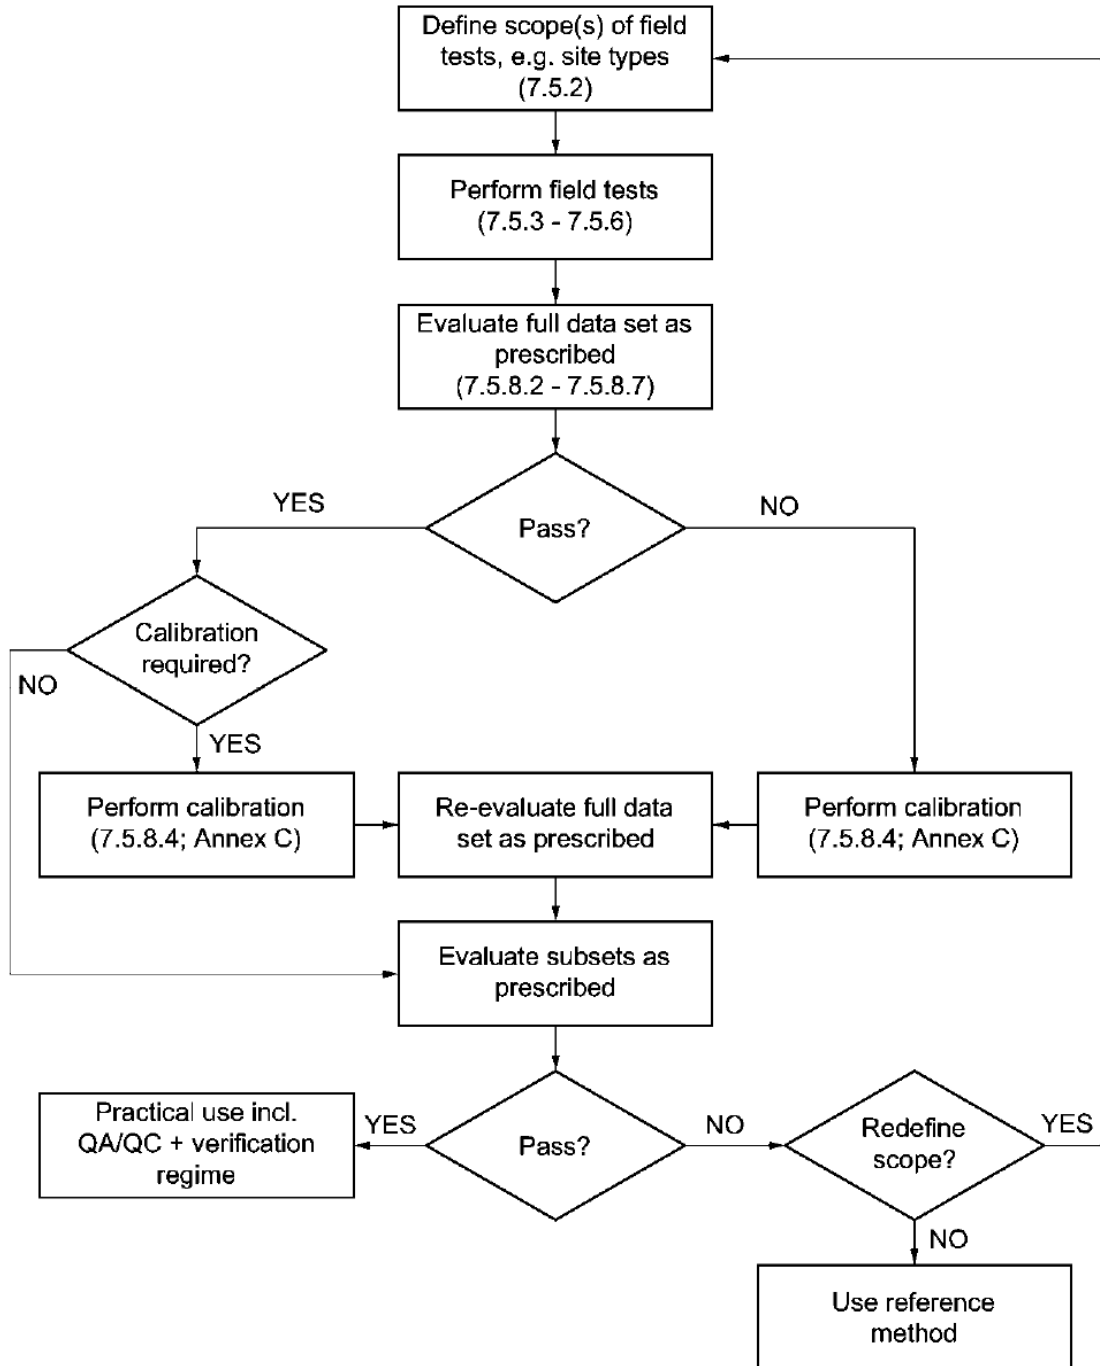 Define scope(s) of field
tests, e.g. site types
(7.5.2)
Perform field tests
(7.5.3 - 7.5.6)
Evaluate full data set as
prescribed
(7.5.8.2 - 7.5.8.7)
YES
Pass?
NO
Calibration
required?
NO
YES
Perform calibration
(7.5.8.4; Annex C)
Re-evaluate full data
set as prescribed
Perform calibration
(7.5.8.4; Annex C)
Evaluate subsets as
prescribed
Practical use incl.
QA/QC + verification
regime
YES
Pass?
NO
Redefine
scope?
YES
NO
Use reference
method